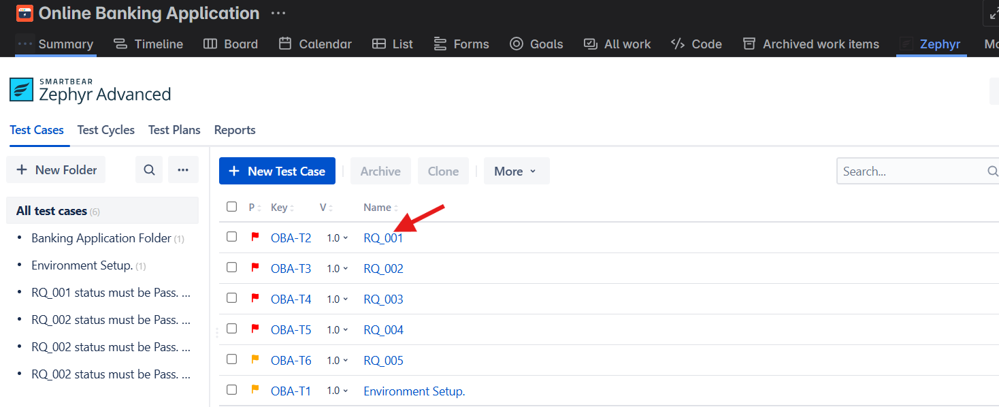 Online Banking Application ...
... Summary Timeline Board Calendar List Forms Goals All work </> Code Archived work items Zephyr
SMARTBEAR
Zephyr Advanced
Test Cases Test Cycles Test Plans Reports
+ New Folder ...
+ New Test Case Archive Clone More Search...
All test cases (6)
Banking Application Folder (1)
Environment Setup. (1)
RQ_001 status must be Pass. ...
RQ_002 status must be Pass. ...
RQ_002 status must be Pass. ...
RQ_002 status must be Pass. ...
P Key V Name
OBA-T2 1.0 RQ_001
OBA-T3 1.0 RQ_002
OBA-T4 1.0 RQ_003
OBA-T5 1.0 RQ_004
OBA-T6 1.0 RQ_005
OBA-T1 1.0 Environment Setup.